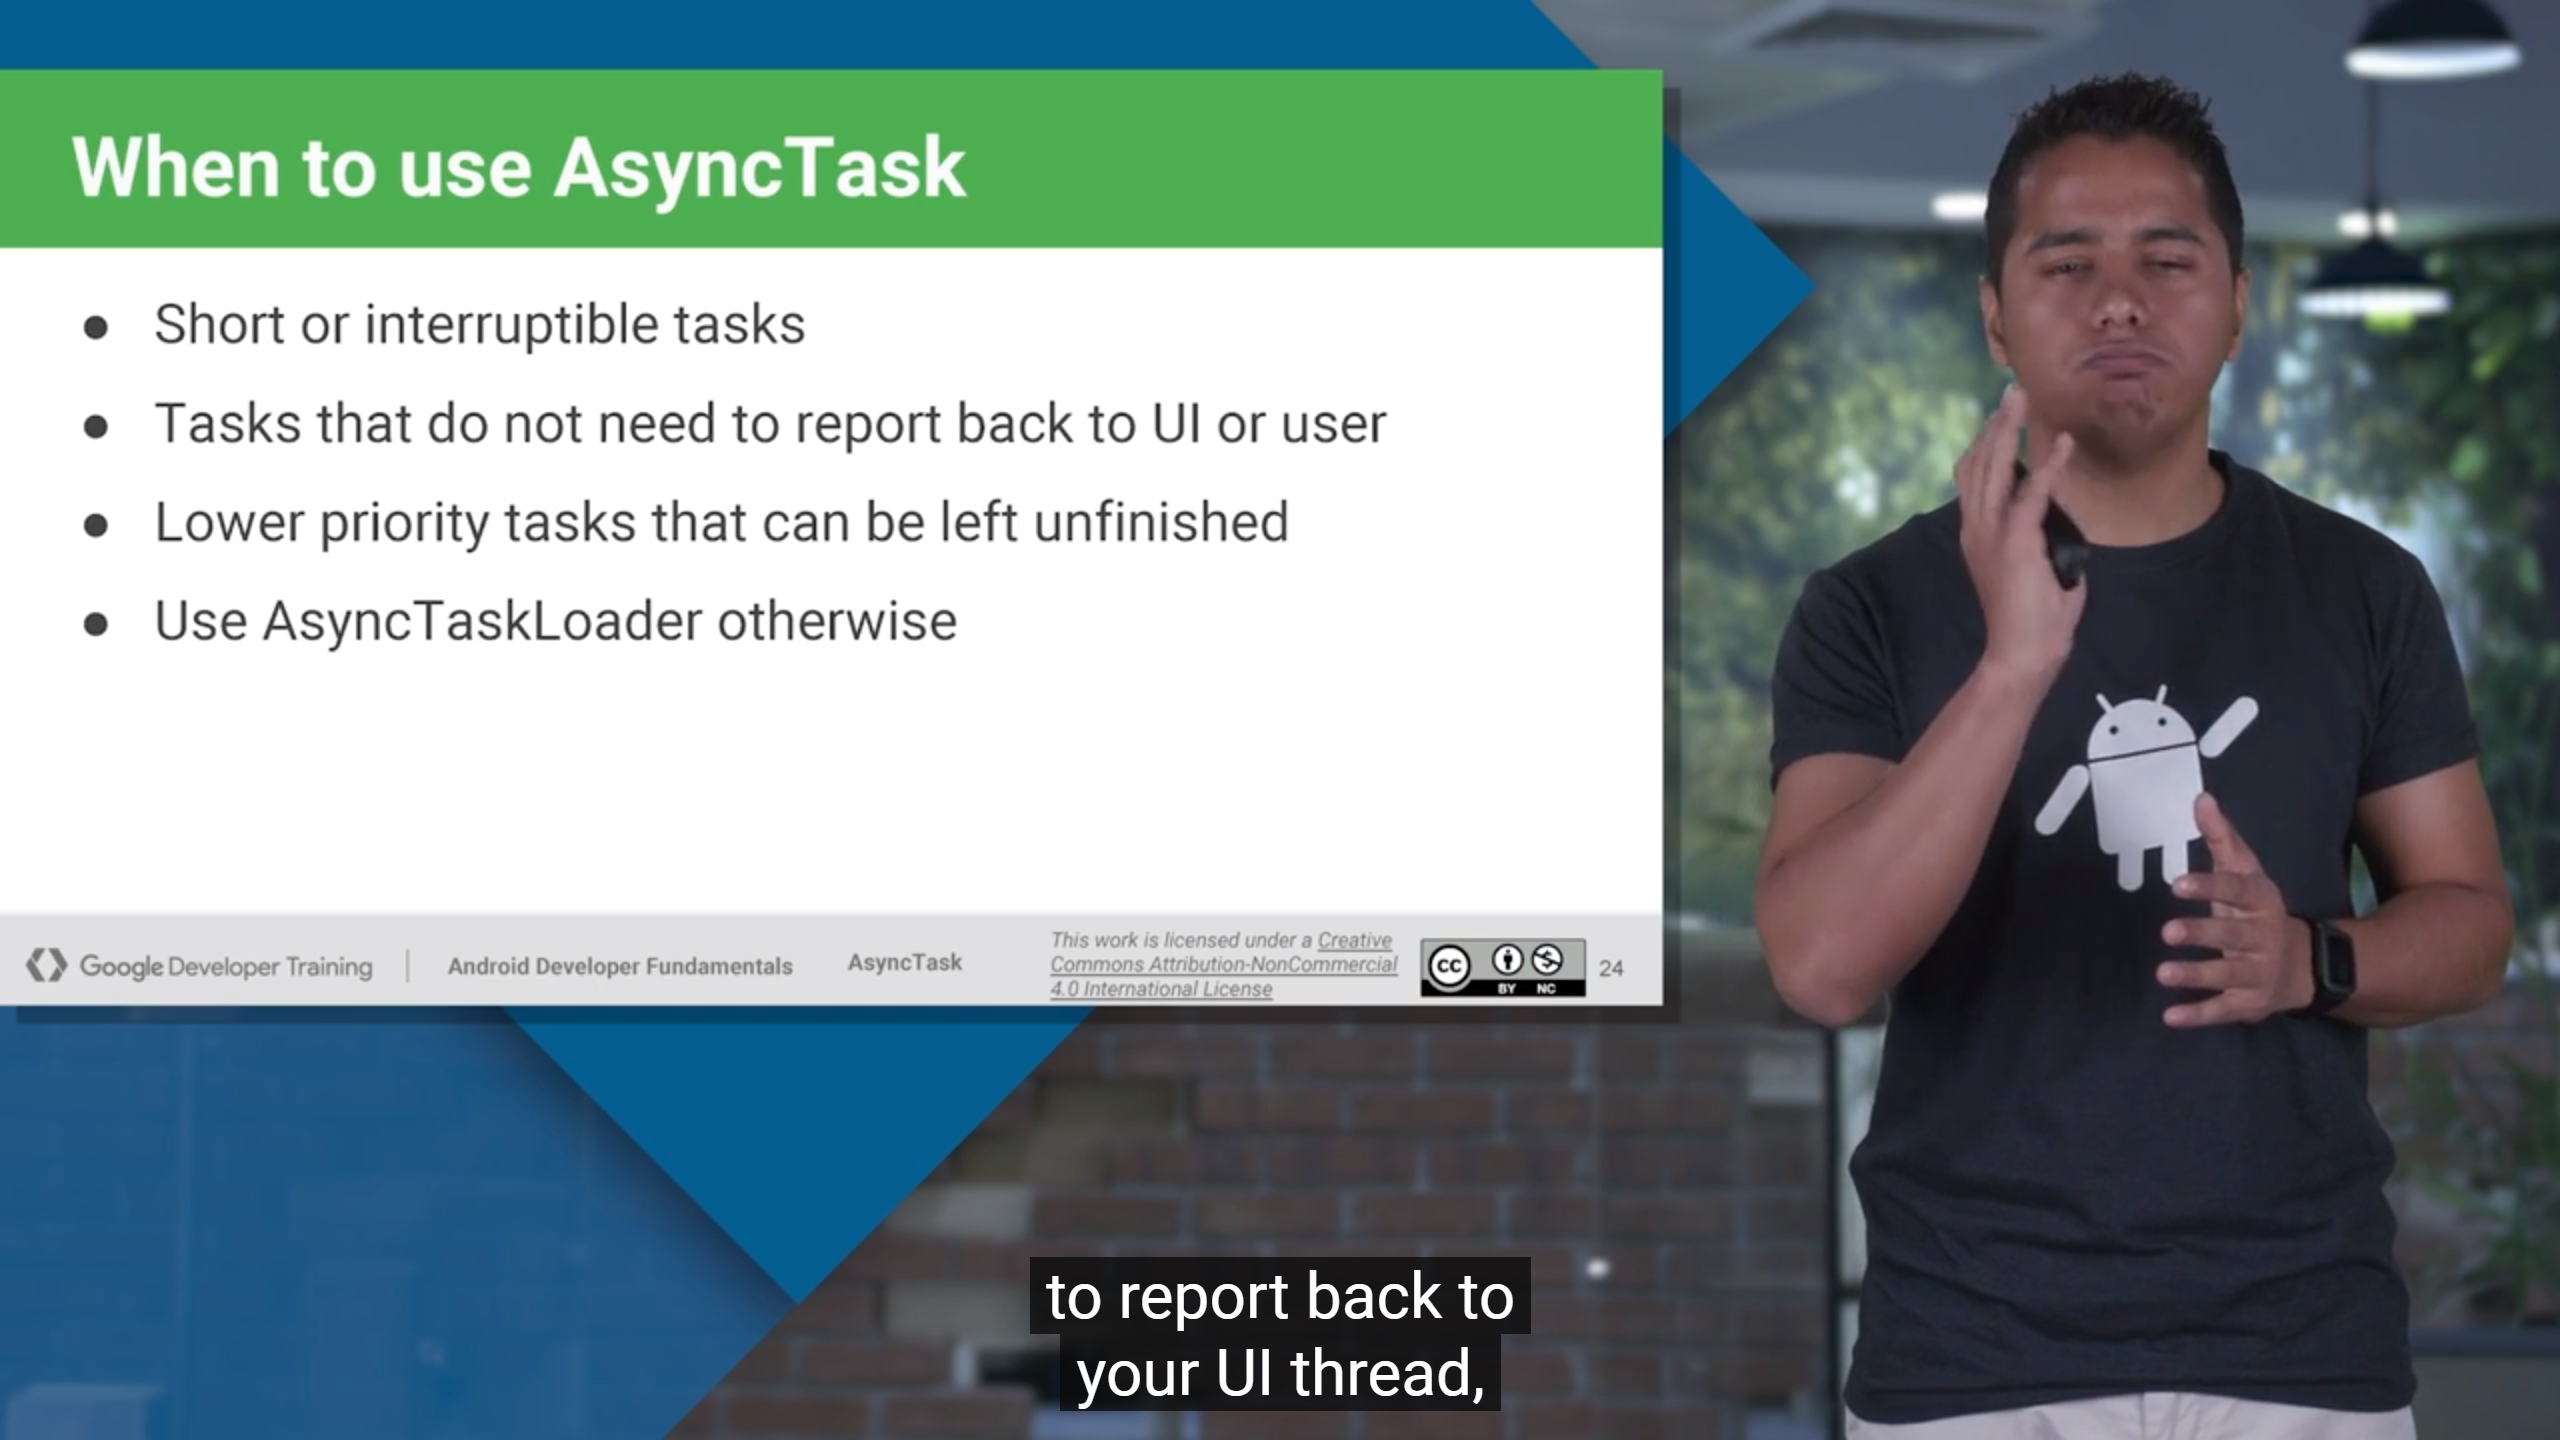 When to use AsyncTask
● Short or interruptible tasks
● Tasks that do not need to report back to UI or user
● Lower priority tasks that can be left unfinished
● Use AsyncTaskLoader otherwise
Google Developer Training
Android Developer Fundamentals
AsyncTask
This work is licensed under a Creative
Commons Attribution-NonCommercial
4.0 International License
CC
BY NC
24
to report back to
your UI thread,